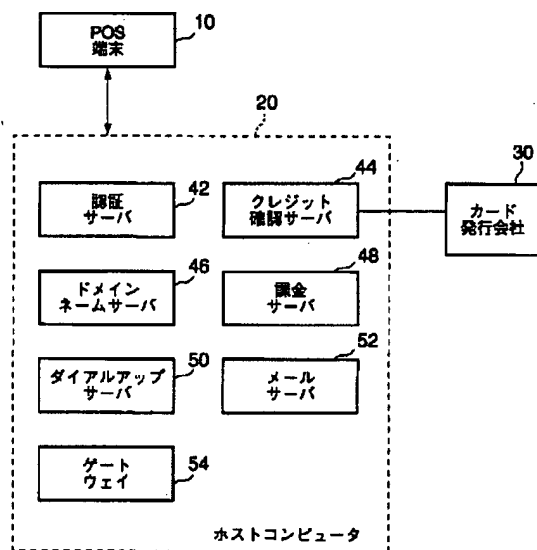 POS
端末
10
20
42
認証
サーバ
44
クレジット
確認サーバ
30
カード
発行会社
46
ドメイン
ネームサーバ
48
課金
サーバ
50
ダイアルアップ
サーバ
52
メール
サーバ
ゲート
ウェイ
54
ホストコンピュータ